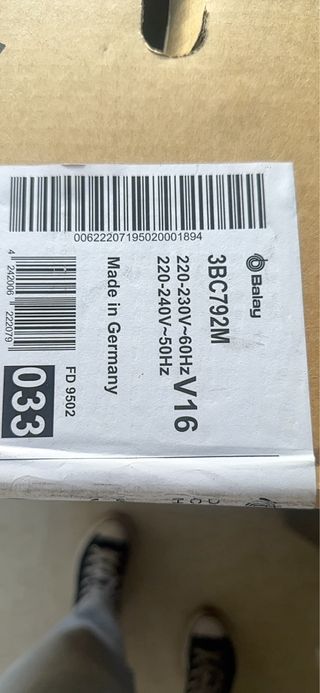 Balay
3BC792M
220-230V~60Hz
220-240V~50Hz
V16
Made in Germany
00622207195020001894
4 242006 222079
FD 9502
033